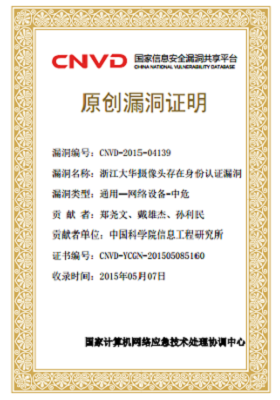 CNVD 国家信息安全漏洞共享平台
CHINA NATIONAL VULNERABILITY DATABASE
原创漏洞证明
漏洞编号：CNVD-2015-04139
漏洞名称：浙江大华摄像头存在身份认证漏洞
漏洞类型：通用--网络设备-中危
贡 献 者：郑尧文、戴雄杰、孙利民
贡献者单位：中国科学院信息工程研究所
证书编号：CNVD-YCGN-201505085160
收录时间：2015年05月07日
国家计算机网络应急技术处理协调中心